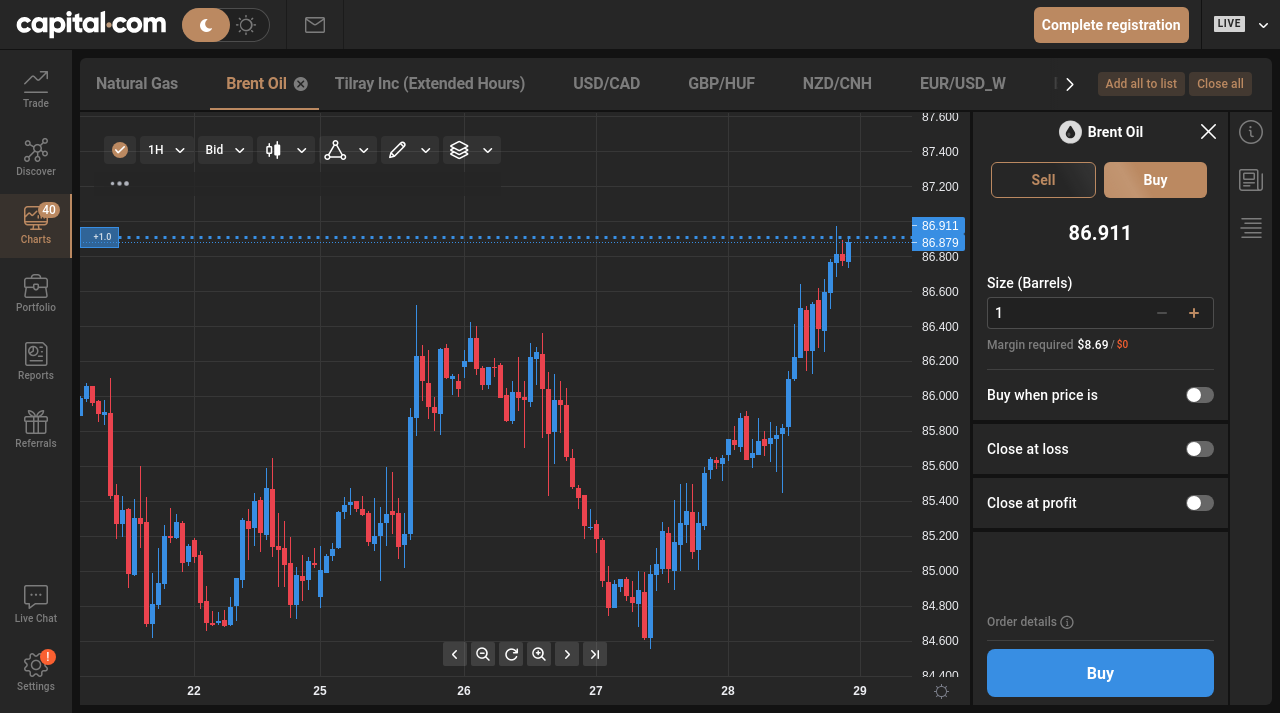 capital.com
Complete registration
LIVE
Trade
Discover
40
Charts
Portfolio
Reports
Referrals
Live Chat
!
Settings
Natural Gas
Brent Oil
Tilray Inc (Extended Hours)
USD/CAD
GBP/HUF
NZD/CNH
EUR/USD_W
Add all to list
Close all
1H
Bid
+1.0
87.600
87.400
87.200
86.911
86.879
86.800
86.600
86.400
86.200
86.000
85.800
85.600
85.400
85.200
85.000
84.800
84.600
84.400
22
25
26
27
28
29
Brent Oil
Sell
Buy
86.911
Size (Barrels)
1
Margin required $8.69 / $0
Buy when price is
Close at loss
Close at profit
Order details
Buy